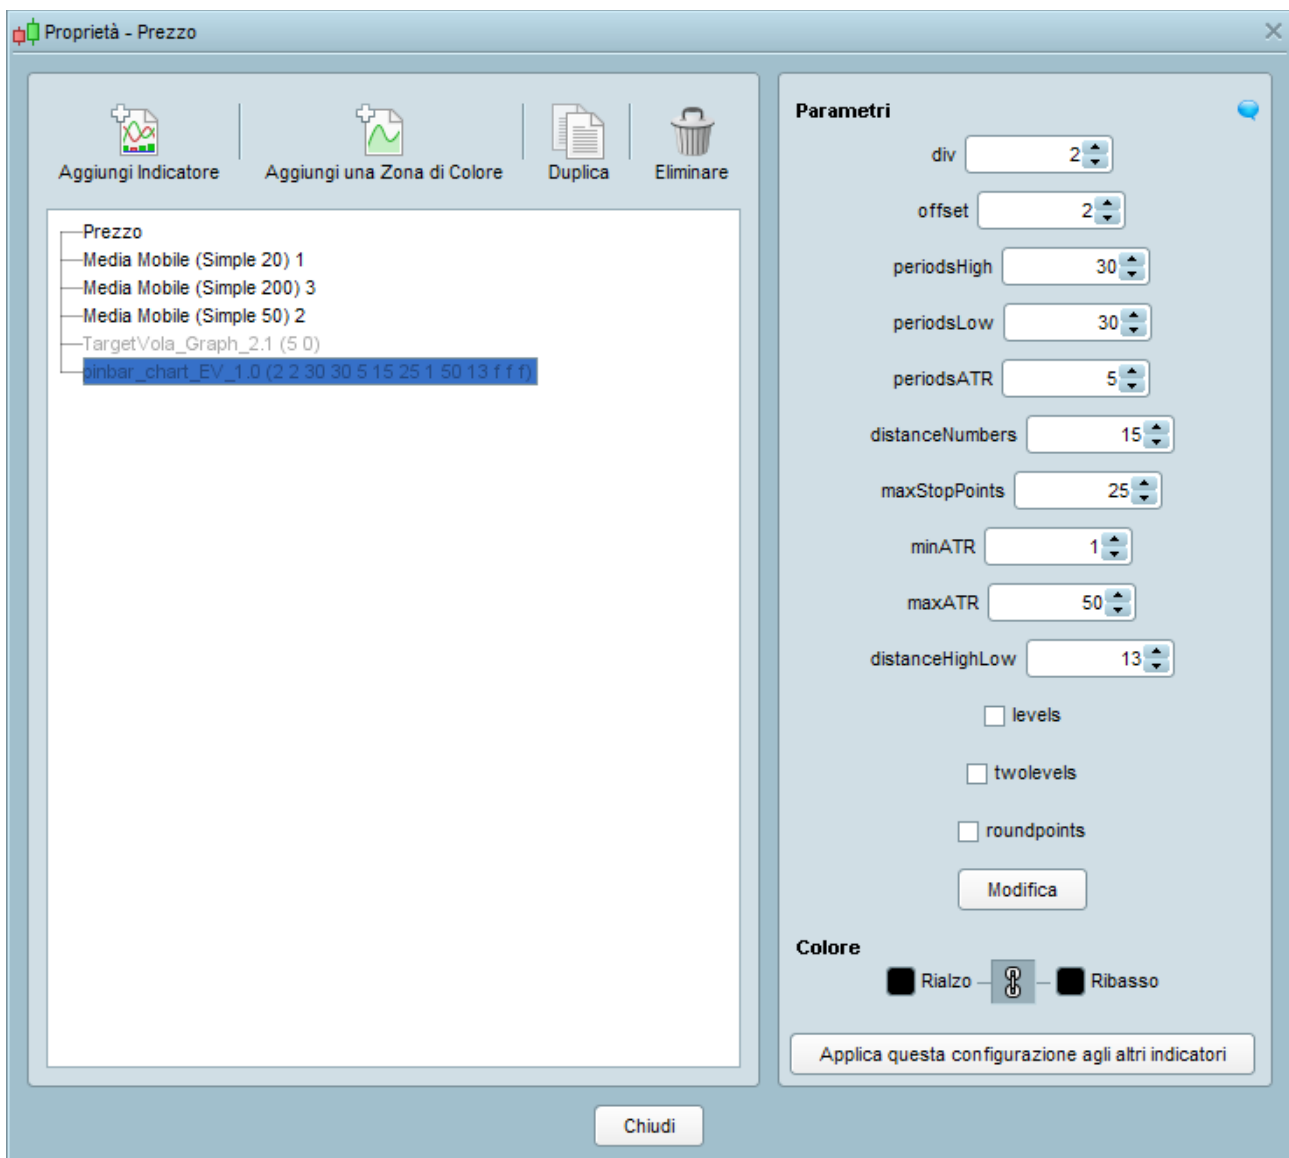 Proprietà - Prezzo
Aggiungi Indicatore
Aggiungi una Zona di Colore
Duplica
Eliminare
Prezzo
Media Mobile (Simple 20) 1
Media Mobile (Simple 200) 3
Media Mobile (Simple 50) 2
TargetVola_Graph_2.1 (5 0)
pinbar_chart_EV_1.0 (2 2 30 30 5 15 25 1 50 13 f f f)
Parametri
div 2
offset 2
periodsHigh 30
periodsLow 30
periodsATR 5
distanceNumbers 15
maxStopPoints 25
minATR 1
maxATR 50
distanceHighLow 13
levels
twolevels
roundpoints
Modifica
Colore
Rialzo Ribasso
Applica questa configurazione agli altri indicatori
Chiudi